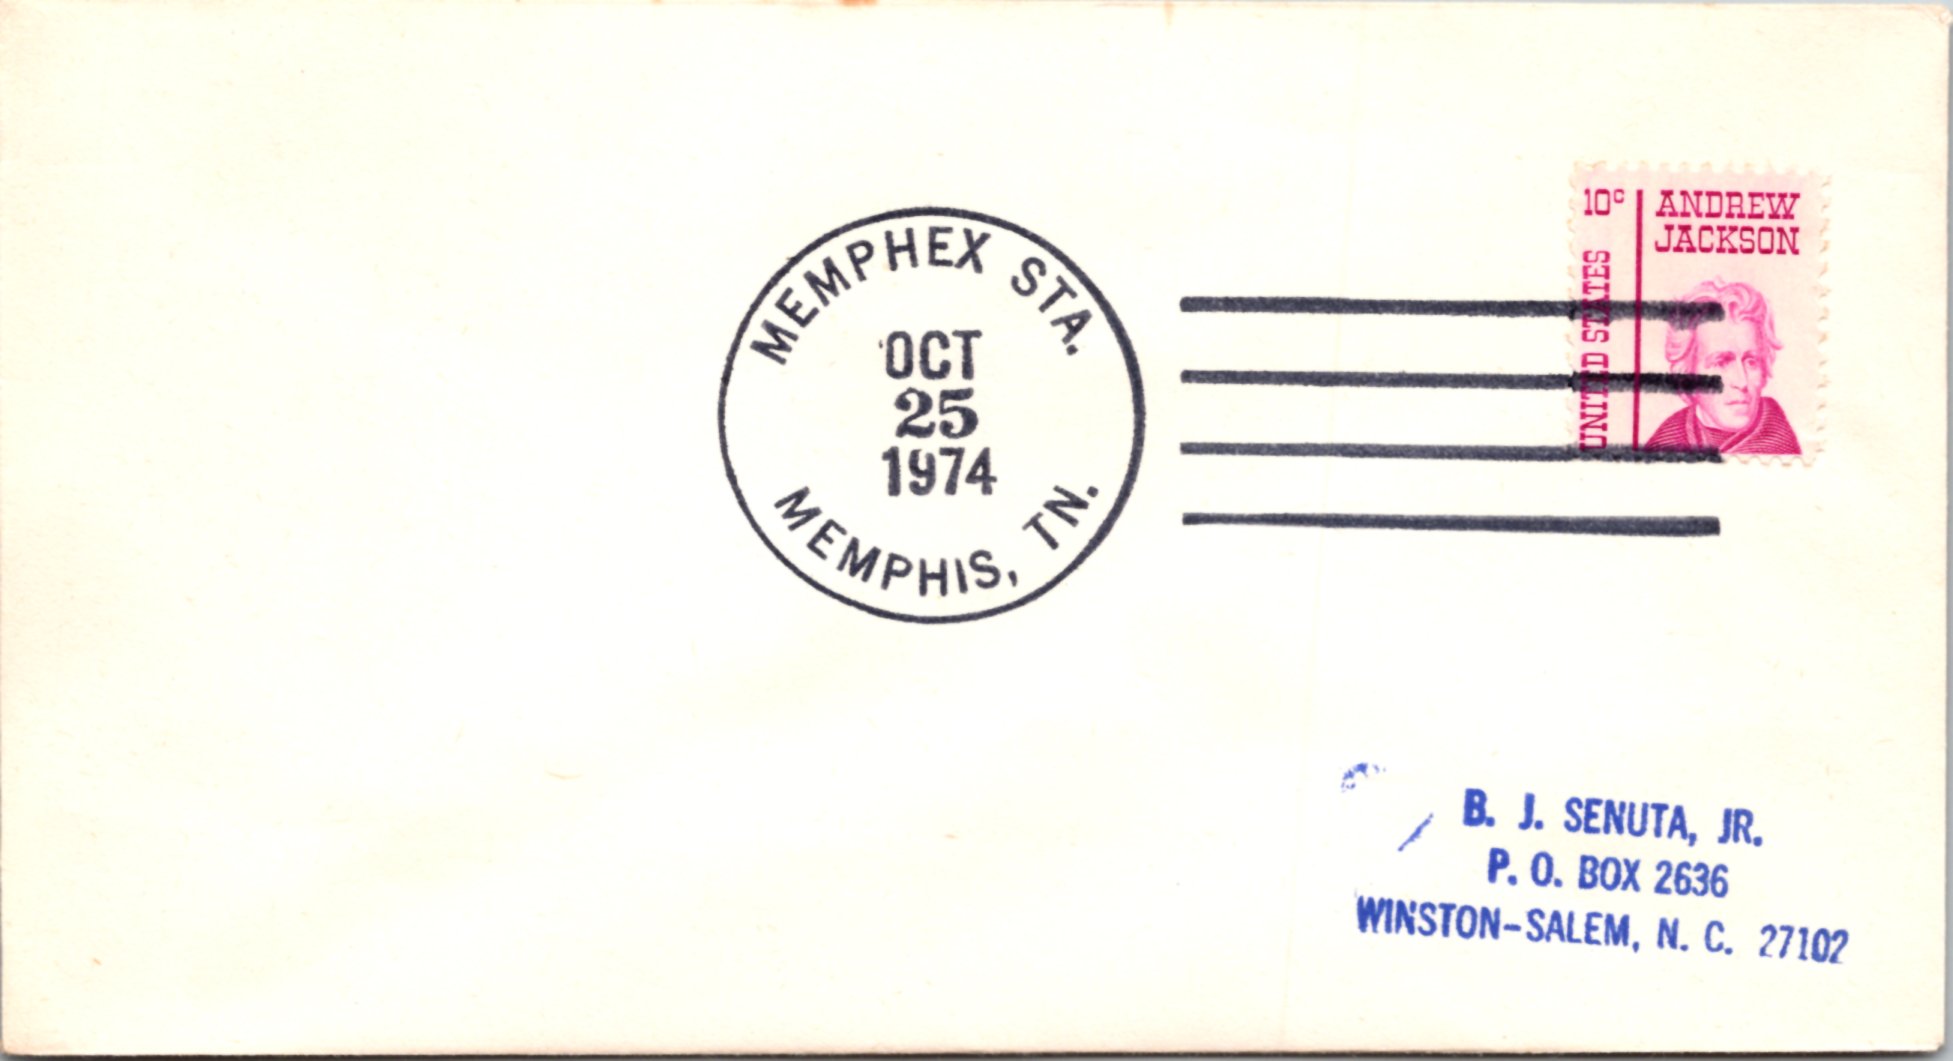 MEMPHEX STA.
OCT
25
1974
MEMPHIS, TN.
10c
ANDREW
JACKSON
UNITED STATES
B. J. SENUTA, JR.
P. O. BOX 2636
WINSTON-SALEM, N. C. 27102